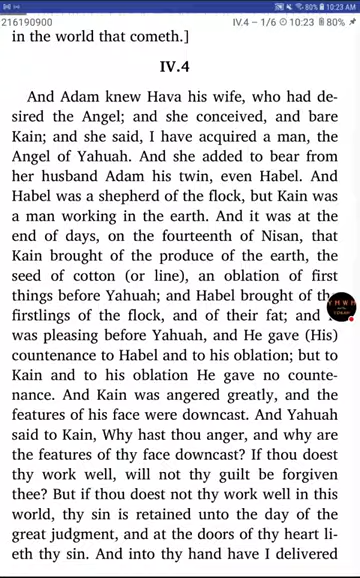 80% 10:23 AM
216190900
IV.4 – 1/6 10:23 80%
in the world that cometh.]
IV.4
And Adam knew Hava his wife, who had de-
sired the Angel; and she conceived, and bare
Kain; and she said, I have acquired a man, the
Angel of Yahuah. And she added to bear from
her husband Adam his twin, even Habel. And
Habel was a shepherd of the flock, but Kain was
a man working in the earth. And it was at the
end of days, on the fourteenth of Nisan, that
Kain brought of the produce of the earth, the
seed of cotton (or line), an oblation of first
things before Yahuah; and Habel brought of th
firstlings of the flock, and of their fat; and
was pleasing before Yahuah, and He gave (His)
countenance to Habel and to his oblation; but to
Kain and to his oblation He gave no counte-
nance. And Kain was angered greatly, and the
features of his face were downcast. And Yahuah
said to Kain, Why hast thou anger, and why are
the features of thy face downcast? If thou doest
thy work well, will not thy guilt be forgiven
thee? But if thou doest not thy work well in this
world, thy sin is retained unto the day of the
great judgment, and at the doors of thy heart li-
eth thy sin. And into thy hand have I delivered
YHWH
TORAH